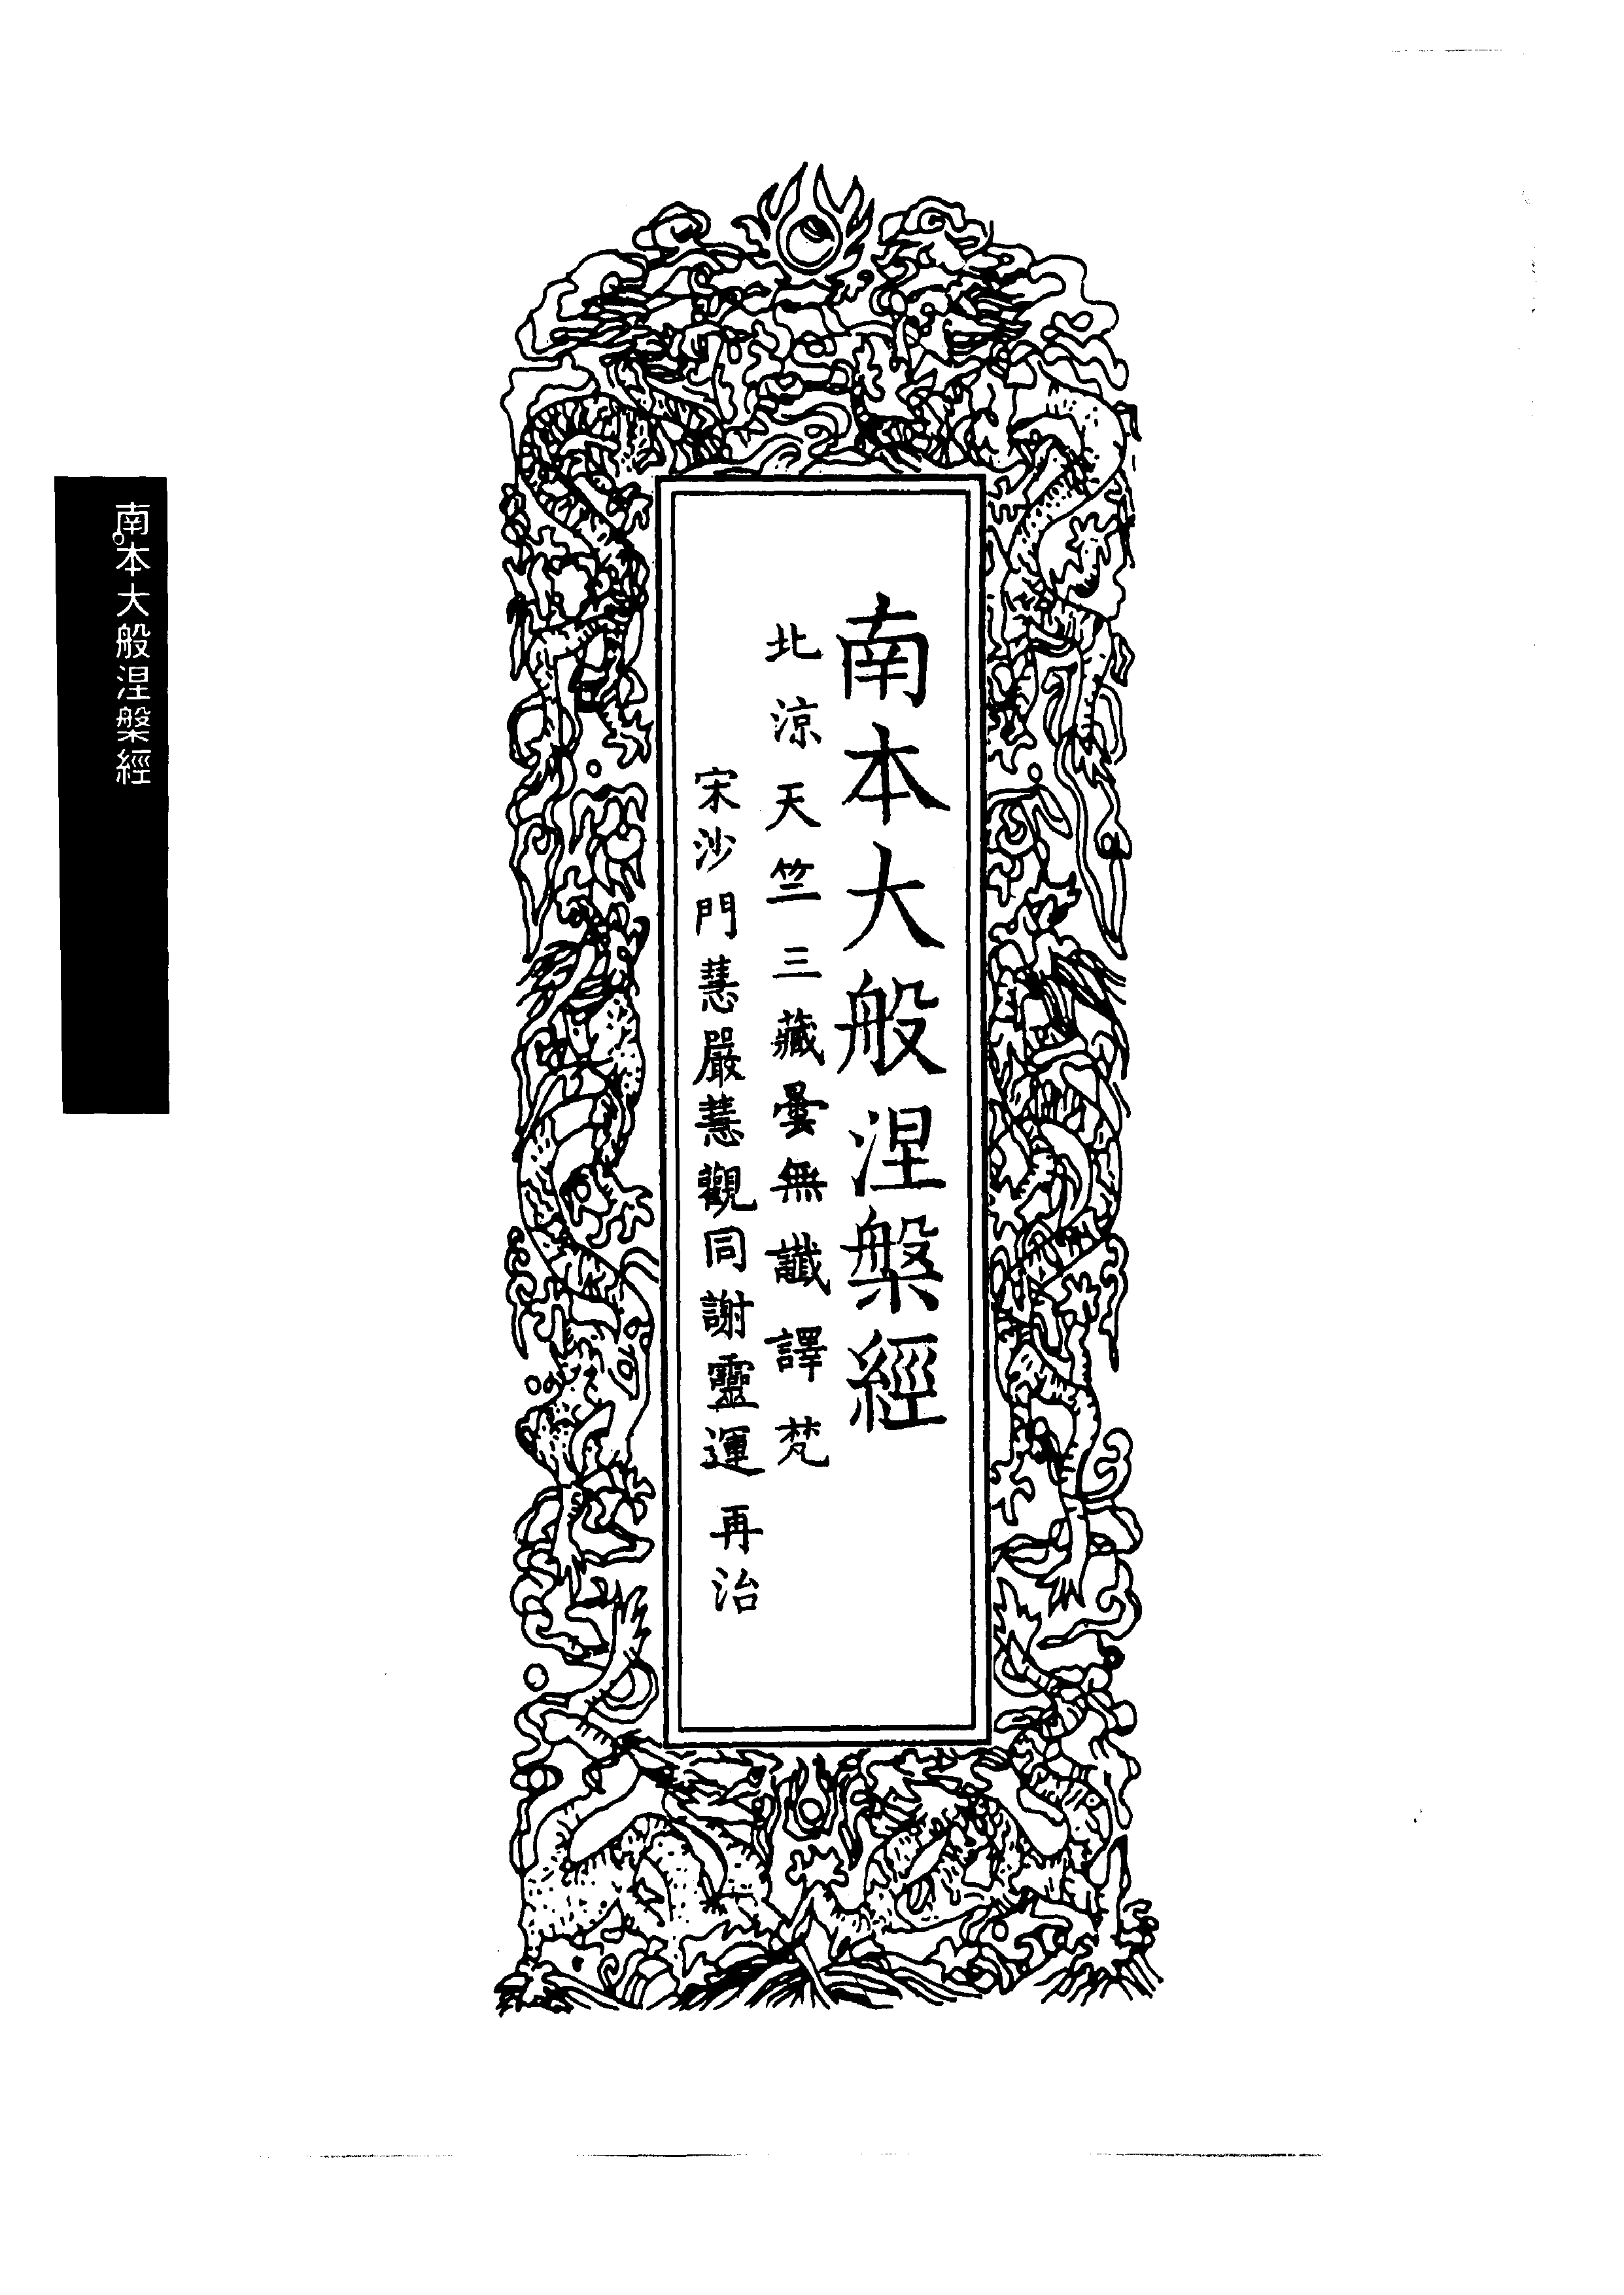 南本大般涅槃經
北涼天竺三藏曇無讖譯梵
宋沙門慧嚴慧觀同謝靈運再治
南本大般涅槃經